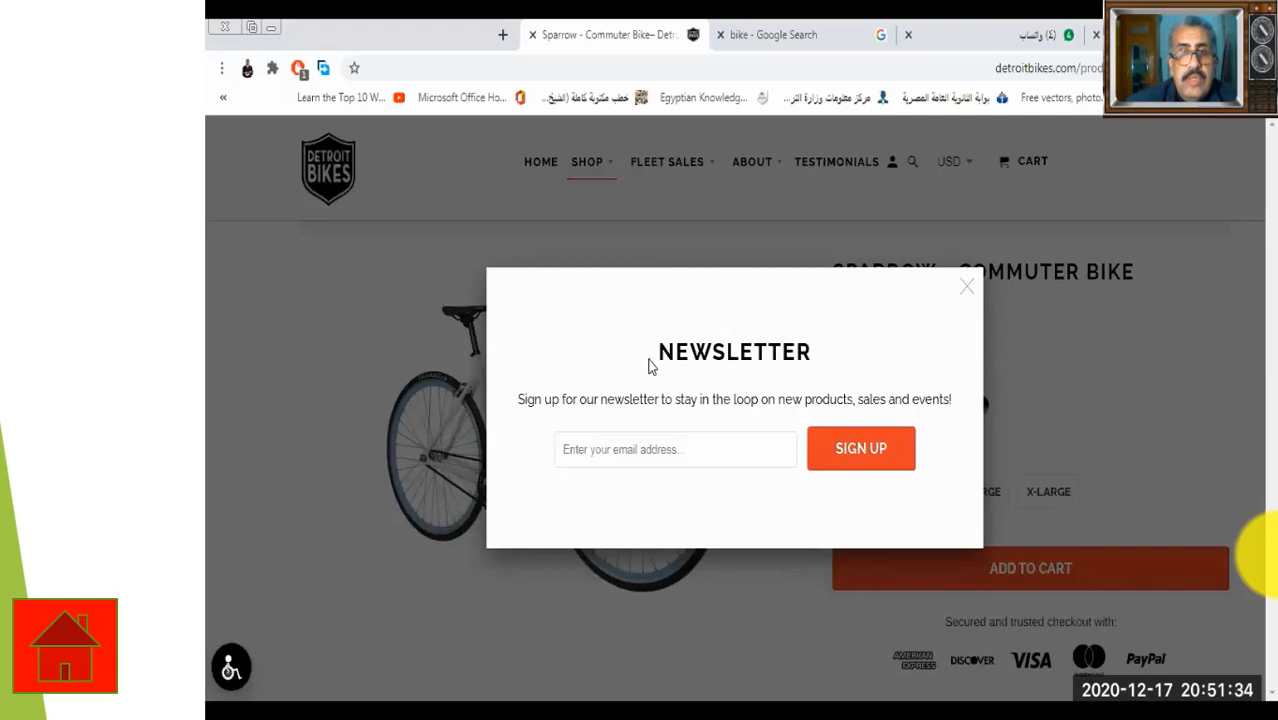 Sparrow - Commuter Bike– Detr
bike - Google Search
(٤) واتساب
detroitbikes.com/prod
Learn the Top 10 W...
Microsoft Office Ho...
خطب مكتوبة كاملة (الشيخ...
Egyptian Knowledg...
مركز معلومات وزارة التر...
بوابة الثانوية العامة المصرية
Free vectors, photo.
DETROIT
BIKES
HOME SHOP FLEET SALES ABOUT TESTIMONIALS USD CART
COMMUTER BIKE
NEWSLETTER
Sign up for our newsletter to stay in the loop on new products, sales and events!
Enter your email address...
SIGN UP
RGE X-LARGE
ADD TO CART
Secured and trusted checkout with:
AMERICAN EXPRESS DISCOVER VISA PayPal
2020-12-17 20:51:34